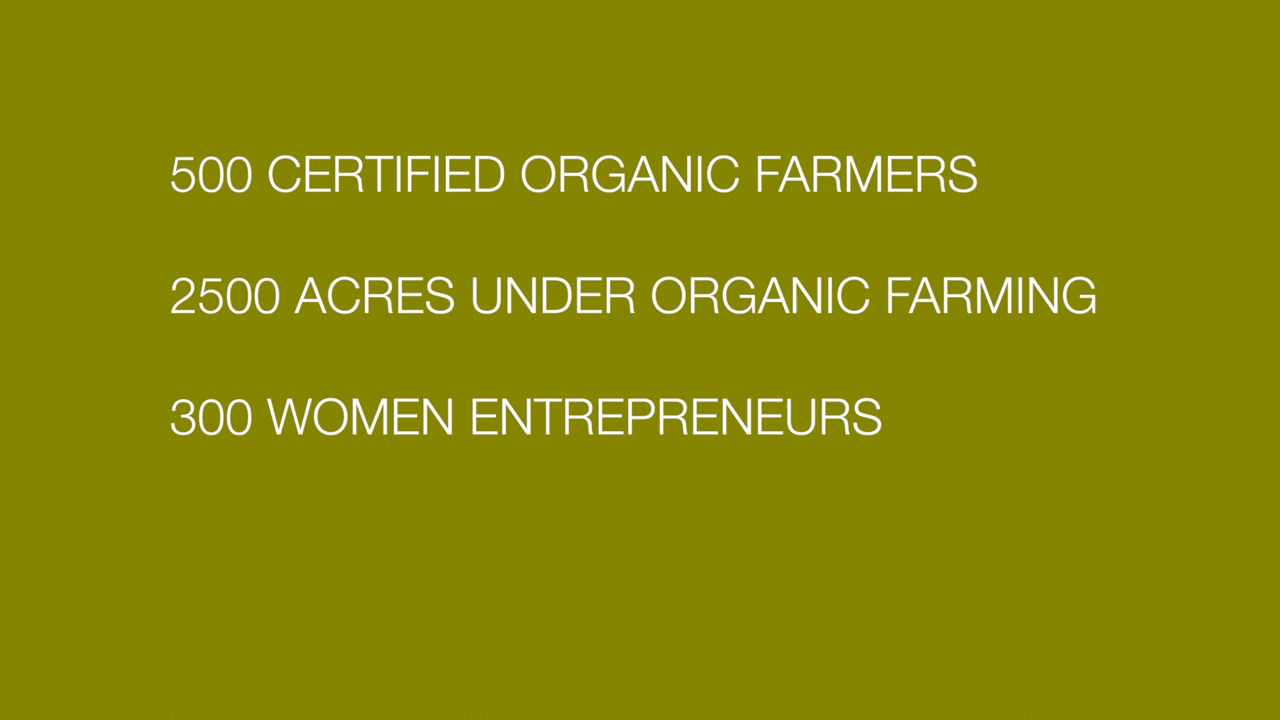 500 CERTIFIED ORGANIC FARMERS
2500 ACRES UNDER ORGANIC FARMING
300 WOMEN ENTREPRENEURS